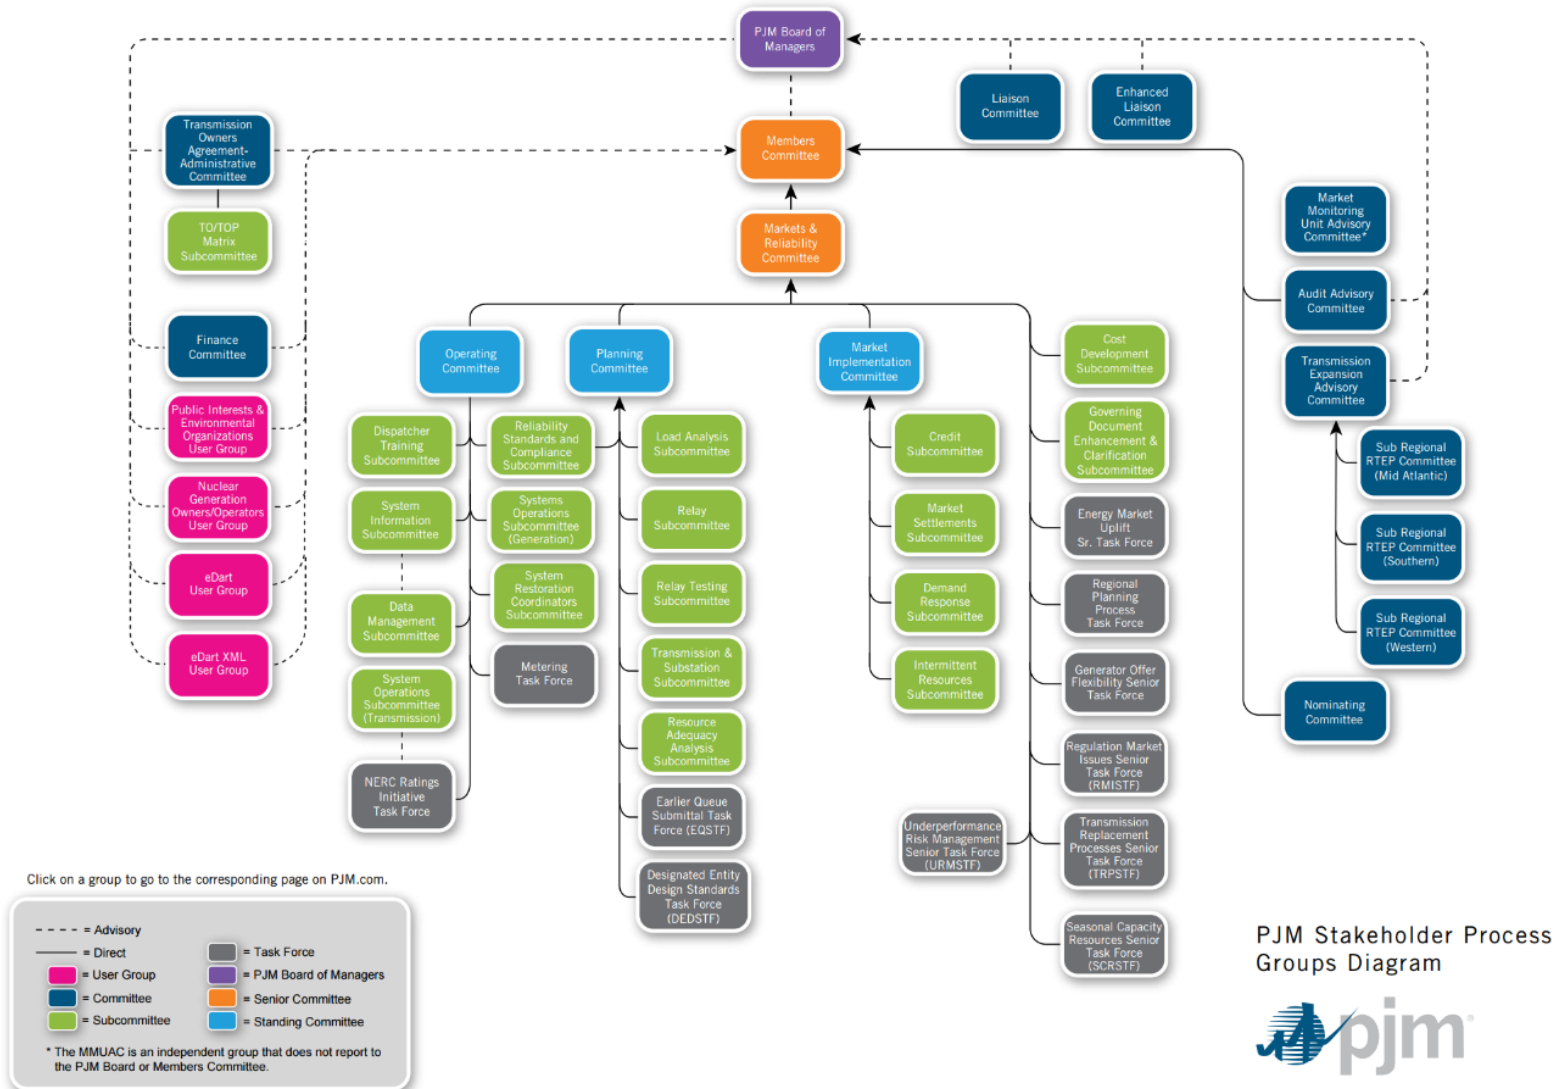 PJM Board of
Managers
Liaison
Committee
Enhanced
Liaison
Committee
Transmission
Owners
Agreement-
Administrative
Committee
Members
Committee
TO/TOP
Matrix
Subcommittee
Markets &
Reliability
Committee
Market
Monitoring
Unit Advisory
Committee*
Audit Advisory
Committee
Finance
Committee
Operating
Committee
Planning
Committee
Market
Implementation
Committee
Cost
Development
Subcommittee
Transmission
Expansion
Advisory
Committee
Public Interests &
Environmental
Organizations
User Group
Dispatcher
Training
Subcommittee
Reliability
Standards and
Compliance
Subcommittee
Load Analysis
Subcommittee
Credit
Subcommittee
Governing
Document
Enhancement &
Clarification
Subcommittee
Sub Regional
RTEP Committee
(Mid Atlantic)
Nuclear
Generation
Owners/Operators
User Group
System
Information
Subcommittee
Systems
Operations
Subcommittee
(Generation)
Relay
Subcommittee
Market
Settlements
Subcommittee
Energy Market
Uplift
Sr. Task Force
Sub Regional
RTEP Committee
(Southern)
eDart
User Group
Data
Management
Subcommittee
System
Restoration
Coordinators
Subcommittee
Relay Testing
Subcommittee
Demand
Response
Subcommittee
Regional
Planning
Process
Task Force
Sub Regional
RTEP Committee
(Western)
eDart XML
User Group
System
Operations
Subcommittee
(Transmission)
Metering
Task Force
Transmission &
Substation
Subcommittee
Intermittent
Resources
Subcommittee
Generator Offer
Flexibility Senior
Task Force
Nominating
Committee
NERC Ratings
Initiative
Task Force
Resource
Adequacy
Analysis
Subcommittee
Regulation Market
Issues Senior
Task Force
(RMISTF)
Earlier Queue
Submittal Task
Force (EQSTF)
Underperformance
Risk Management
Senior Task Force
(URMSTF)
Transmission
Replacement
Processes Senior
Task Force
(TRPSTF)
Designated Entity
Design Standards
Task Force
(DEDSTF)
Seasonal Capacity
Resources Senior
Task Force
(SCRSTF)
Click on a group to go to the corresponding page on PJM.com.
= Advisory
= Direct
= User Group
= Committee
= Subcommittee
= Task Force
= PJM Board of Managers
= Senior Committee
= Standing Committee
* The MMUAC is an independent group that does not report to
the PJM Board or Members Committee.
PJM Stakeholder Process
Groups Diagram
pjm